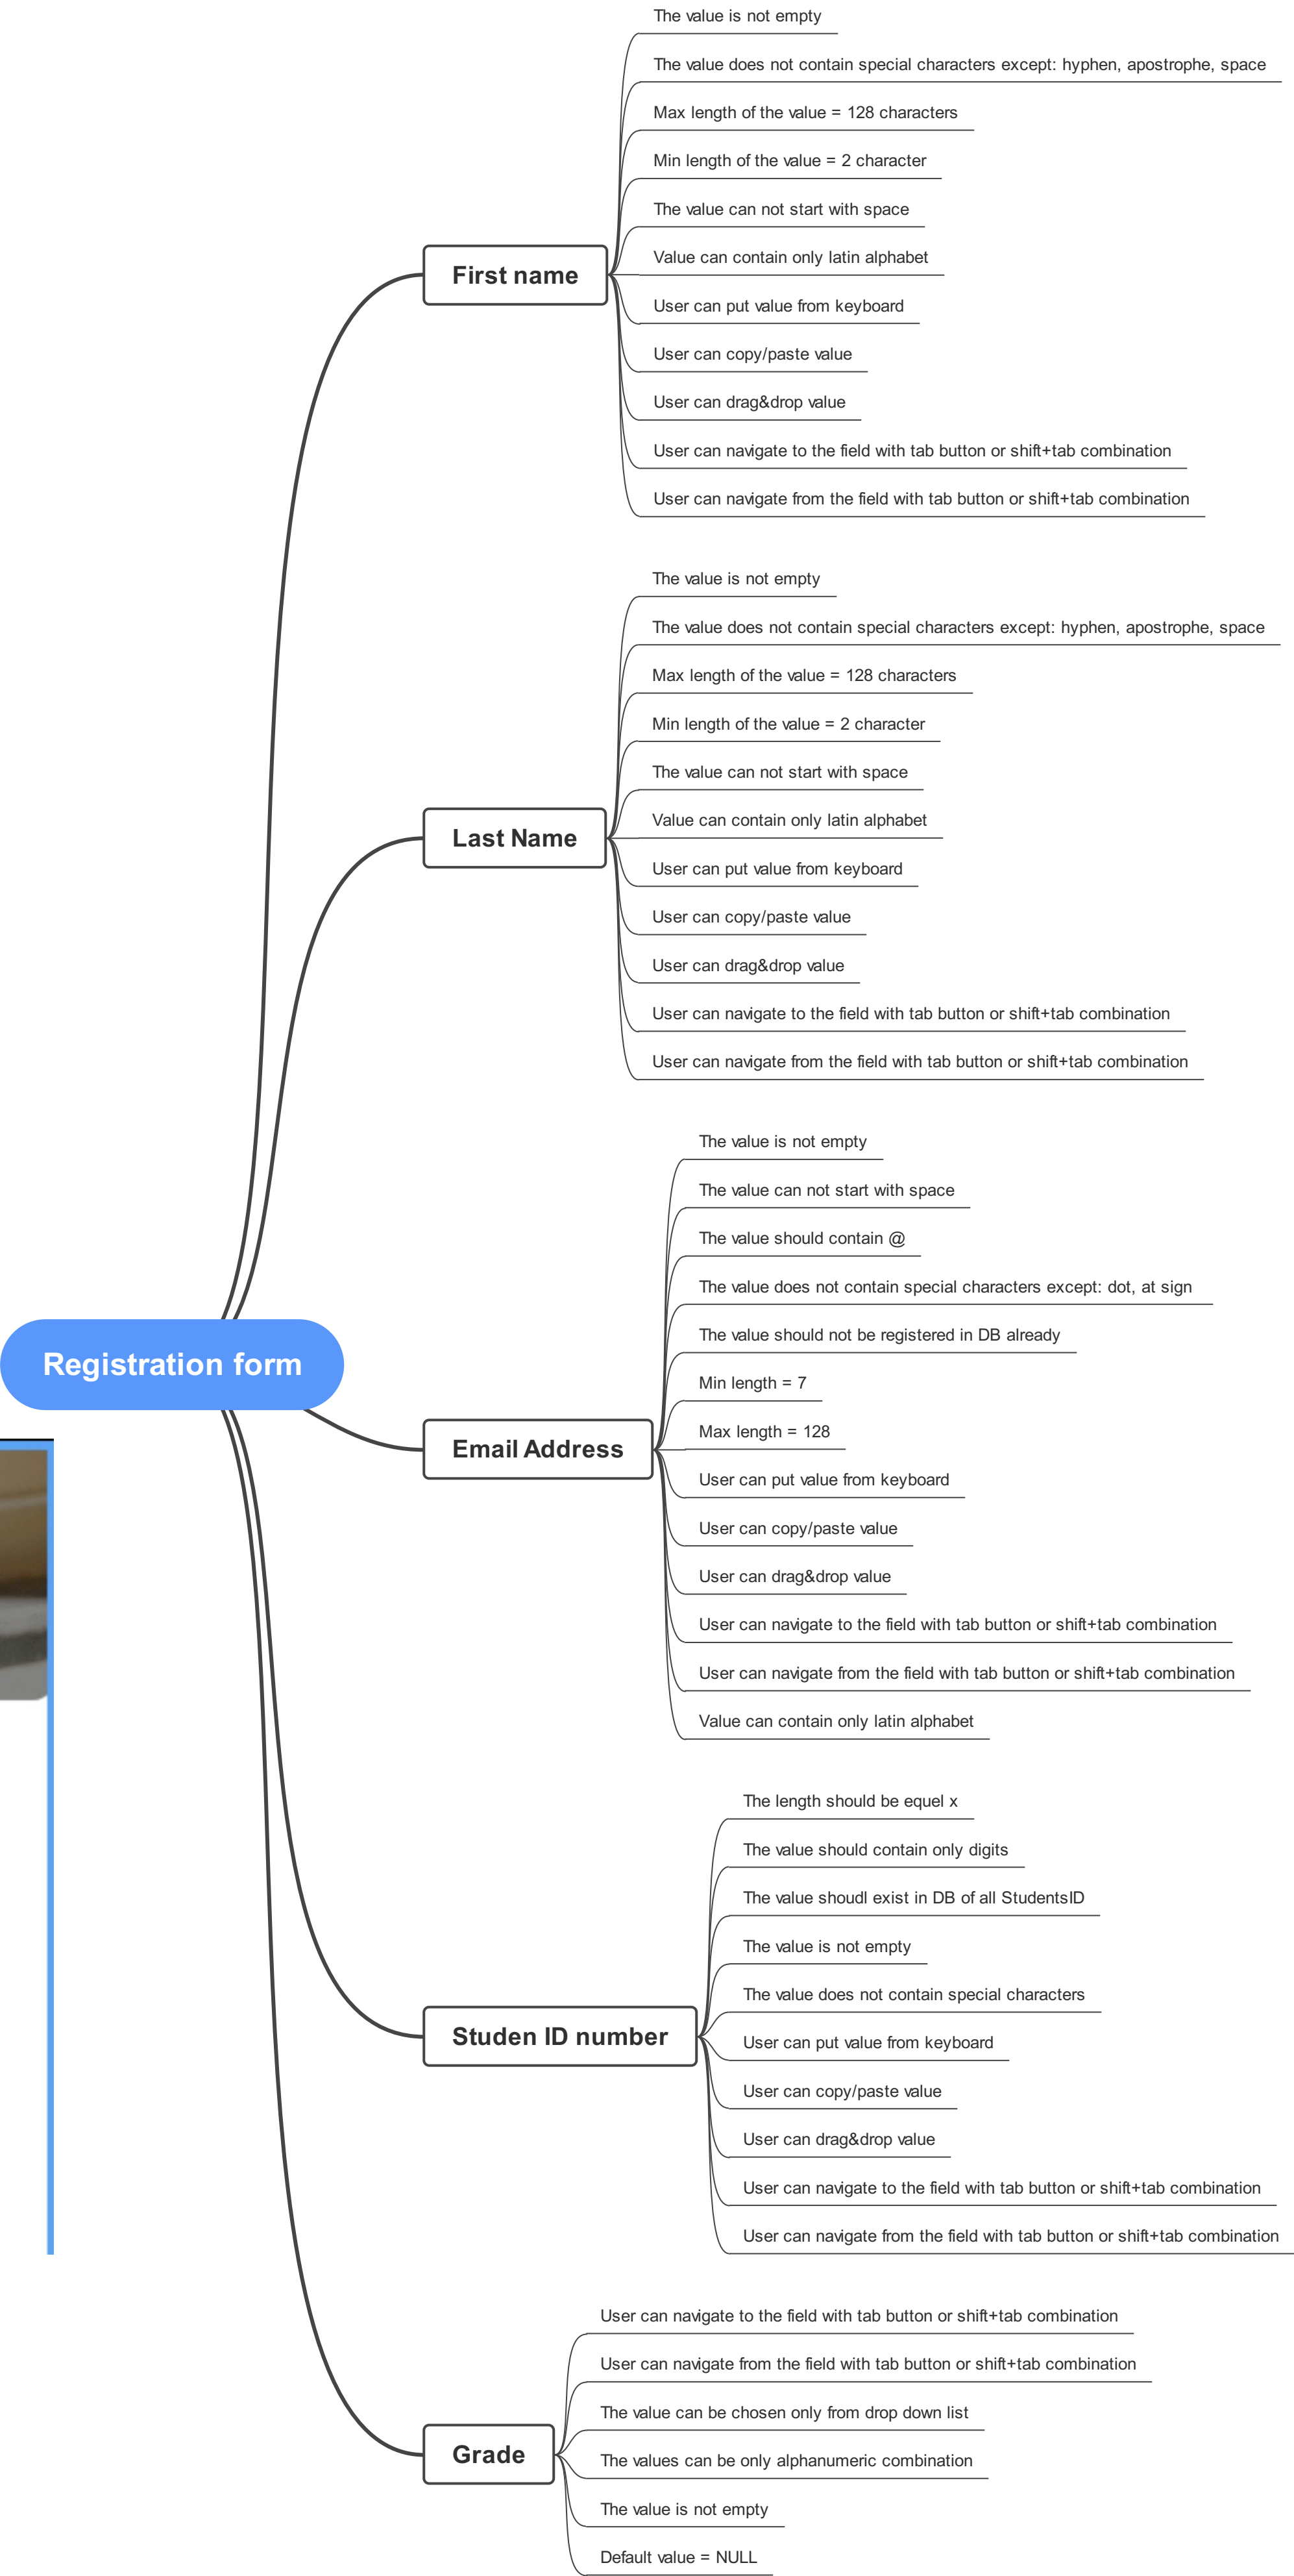 The value is not empty
The value does not contain special characters except: hyphen, apostrophe, space
Max length of the value = 128 characters
Min length of the value = 2 character
The value can not start with space
Value can contain only latin alphabet
First name
User can put value from keyboard
User can copy/paste value
User can drag&drop value
User can navigate to the field with tab button or shift+tab combination
User can navigate from the field with tab button or shift+tab combination
The value is not empty
The value does not contain special characters except: hyphen, apostrophe, space
Max length of the value = 128 characters
Min length of the value = 2 character
The value can not start with space
Value can contain only latin alphabet
Last Name
User can put value from keyboard
User can copy/paste value
User can drag&drop value
User can navigate to the field with tab button or shift+tab combination
User can navigate from the field with tab button or shift+tab combination
The value is not empty
The value can not start with space
The value should contain @
The value does not contain special characters except: dot, at sign
The value should not be registered in DB already
Registration form
Min length = 7
Max length = 128
Email Address
User can put value from keyboard
User can copy/paste value
User can drag&drop value
User can navigate to the field with tab button or shift+tab combination
User can navigate from the field with tab button or shift+tab combination
Value can contain only latin alphabet
The length should be equel x
The value should contain only digits
The value shoudl exist in DB of all StudentsID
The value is not empty
The value does not contain special characters
Studen ID number
User can put value from keyboard
User can copy/paste value
User can drag&drop value
User can navigate to the field with tab button or shift+tab combination
User can navigate from the field with tab button or shift+tab combination
User can navigate to the field with tab button or shift+tab combination
User can navigate from the field with tab button or shift+tab combination
The value can be chosen only from drop down list
Grade
The values can be only alphanumeric combination
The value is not empty
Default value = NULL